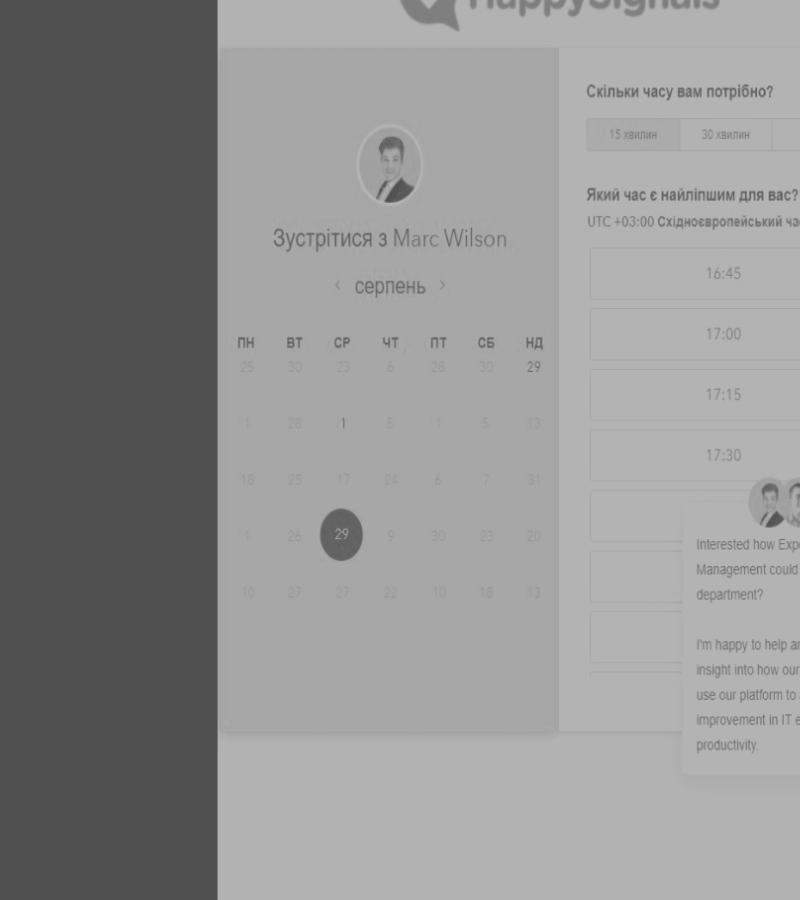 HappySignals
Зустрітися з Marc Wilson
‹ серпень ›
ПН ВТ СР ЧТ ПТ СБ НД
25 30 23 6 28 30 29
1 28 1 5 1 5 13
18 25 17 24 6 7 31
1 26 29 9 30 23 20
10 27 27 22 10 18 13
Скільки часу вам потрібно?
15 хвилин 30 хвилин
Який час є найліпшим для вас?
UTC +03:00 Східноєвропейський ча
16:45
17:00
17:15
17:30
Interested how Exp
Management could
department?
I'm happy to help a
insight into how our
use our platform to
improvement in IT e
productivity.